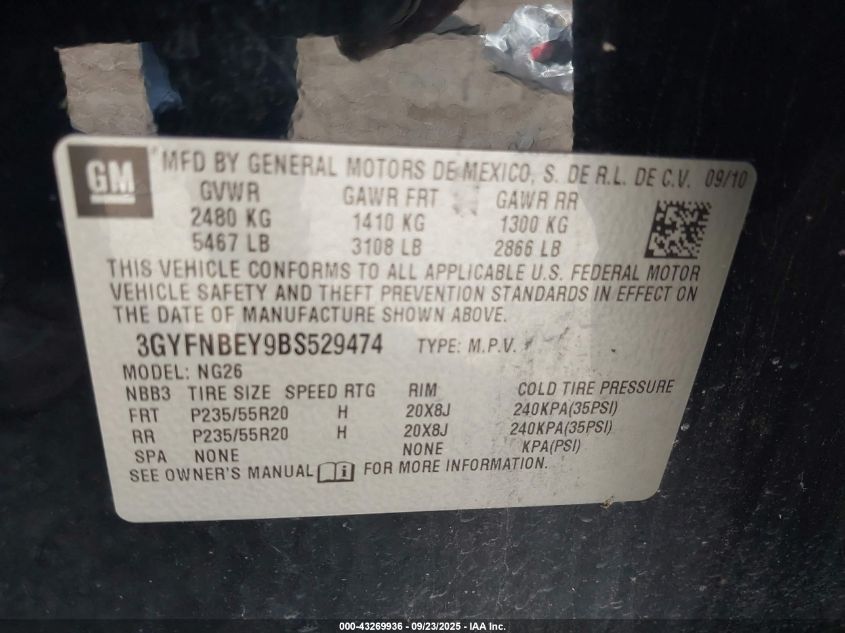 GM
MFD BY GENERAL MOTORS DE MEXICO, S. DE R.L. DE C.V. 09/10
GVWR GAWR FRT GAWR RR
2480 KG 1410 KG 1300 KG
5467 LB 3108 LB 2866 LB
THIS VEHICLE CONFORMS TO ALL APPLICABLE U.S. FEDERAL MOTOR
VEHICLE SAFETY AND THEFT PREVENTION STANDARDS IN EFFECT ON
THE DATE OF MANUFACTURE SHOWN ABOVE.
3GYFNBEY9BS529474 TYPE: M.P.V.
MODEL: NG26
NBB3 TIRE SIZE SPEED RTG RIM COLD TIRE PRESSURE
FRT P235/55R20 H 20X8J 240KPA(35PSI)
RR P235/55R20 H 20X8J 240KPA(35PSI)
SPA NONE NONE KPA(PSI)
SEE OWNER'S MANUAL i FOR MORE INFORMATION.
000-43269936 - 09/23/2025 - IAA Inc.